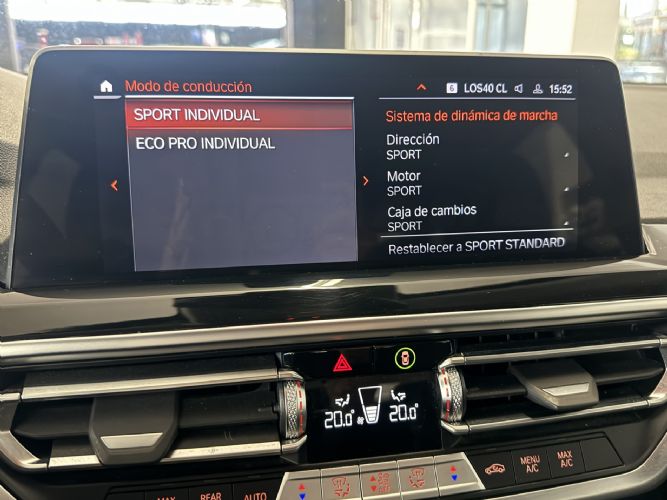 Modo de conducción
6 LOS40 CL 15:52
SPORT INDIVIDUAL
ECO PRO INDIVIDUAL
Sistema de dinámica de marcha
Dirección
SPORT
Motor
SPORT
Caja de cambios
SPORT
Restablecer a SPORT STANDARD
20.0° 20.0°
MAX
REAR
AUTO
MENU
A/C
MAX
A/C